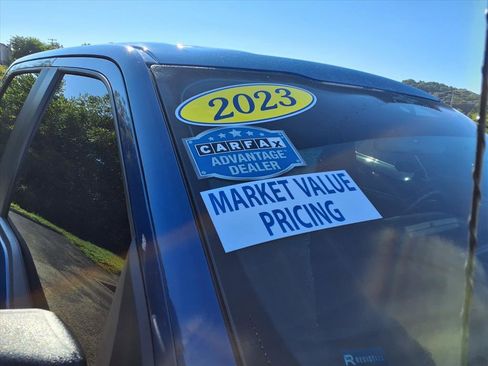 2023
CARFAX
ADVANTAGE
DEALER
MARKET VALUE
PRICING